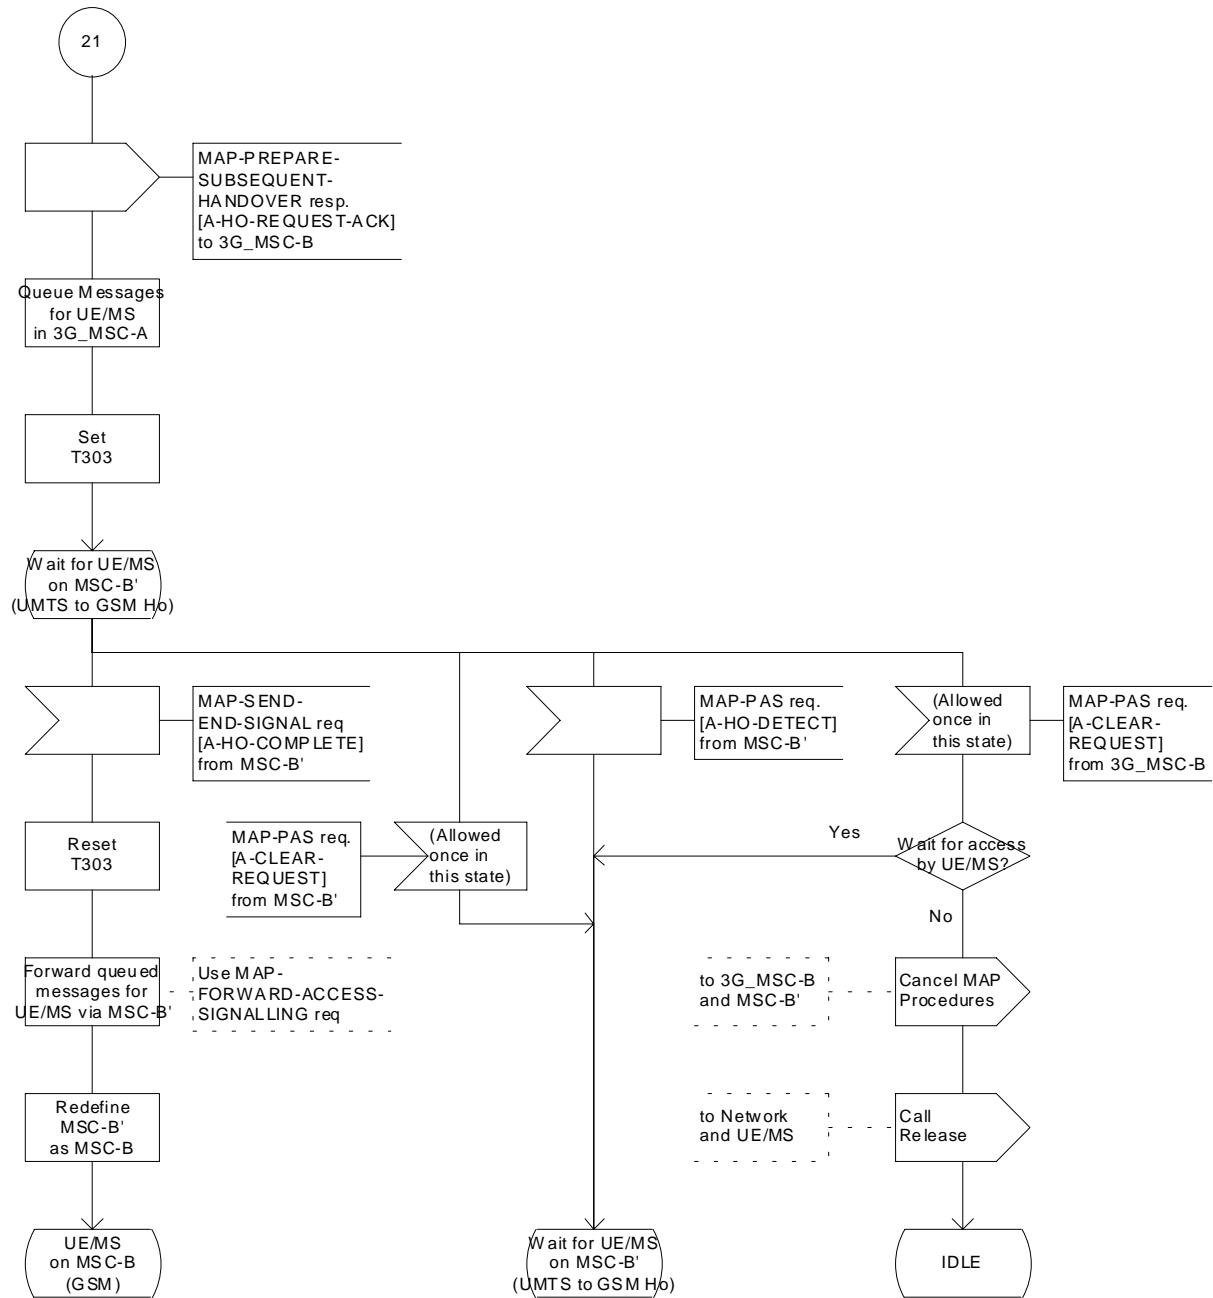 21
MAP-PREPARE-
SUBSEQUENT-
HANDOVER resp.
[A-HO-REQUEST-ACK]
to 3G_MSC-B
Queue Messages
for UE/MS
in 3G_MSC-A
Set
T303
Wait for UE/MS
on MSC-B'
(UMTS to GSM Ho)
MAP-SEND-
END-SIGNAL req
[A-HO-COMPLETE]
from MSC-B'
MAP-PAS req.
[A-HO-DETECT]
from MSC-B'
(Allowed
once in
this state)
MAP-PAS req.
[A-CLEAR-
REQUEST]
from 3G_MSC-B
Reset
T303
MAP-PAS req.
[A-CLEAR-
REQUEST]
from MSC-B'
(Allowed
once in
this state)
Yes
Wait for access
by UE/MS?
No
Forward queued
messages for
UE/MS via MSC-B'
Use MAP-
FORWARD-ACCESS-
SIGNALLING req
to 3G_MSC-B
and MSC-B'
Cancel MAP
Procedures
Redefine
MSC-B'
as MSC-B
to Network
and UE/MS
Call
Release
UE/MS
on MSC-B
(GSM)
Wait for UE/MS
on MSC-B'
(UMTS to GSM Ho)
IDLE